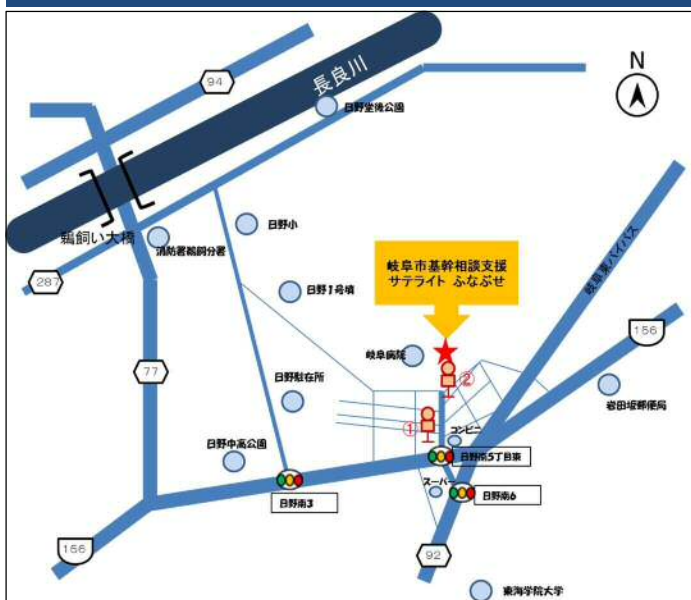 94
長良川
N
日野堂後公園
鵜飼い大橋
消防署鵜飼分署
日野小
287
日野1号墳
岐阜市基幹相談支援
サテライト ふなぶせ
岐阜東バイパス
156
77
岐阜病院
②
日野駐在所
岩田坂郵便局
①
コンビニ
日野中高公園
日野南5丁目東
スーパー
日野南3
日野南6
156
92
東海学院大学